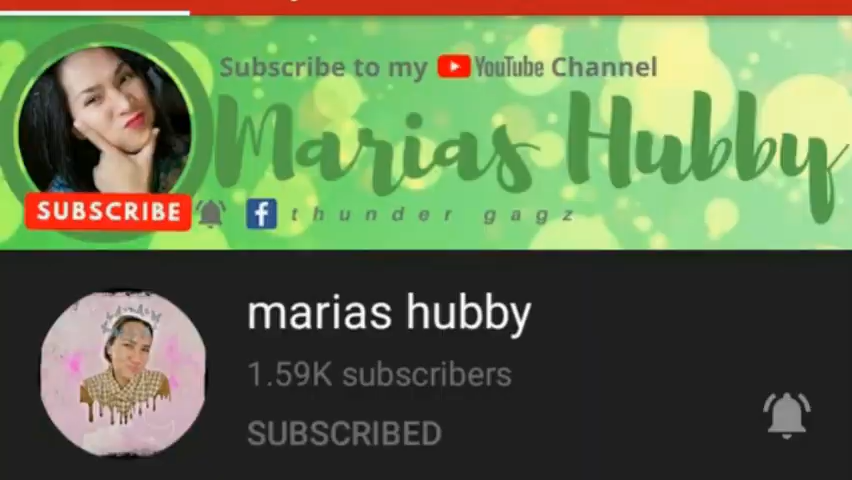 Subscribe to my YouTube Channel
Marias Hubby
SUBSCRIBE
thunder gagz
marias hubby
1.59K subscribers
SUBSCRIBED